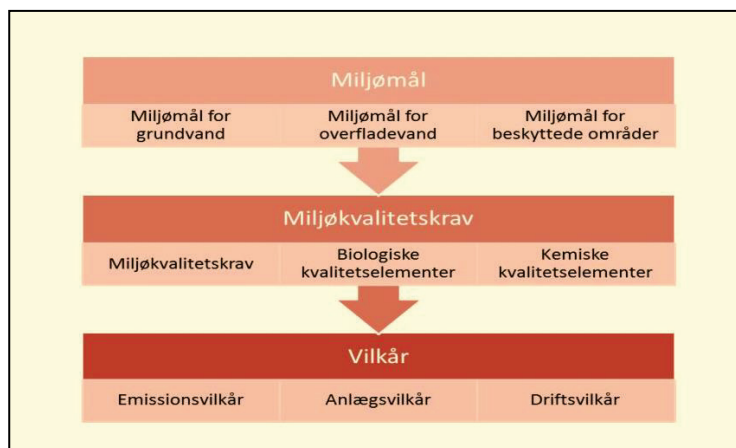 Miljømål
Miljømål for
grundvand
Miljømål for
overfladevand
Miljømål for
beskyttede områder
Miljøkvalitetskrav
Miljøkvalitetskrav
Biologiske
kvalitetselementer
Kemiske
kvalitetselementer
Vilkår
Emissionsvilkår
Anlægsvilkår
Driftsvilkår